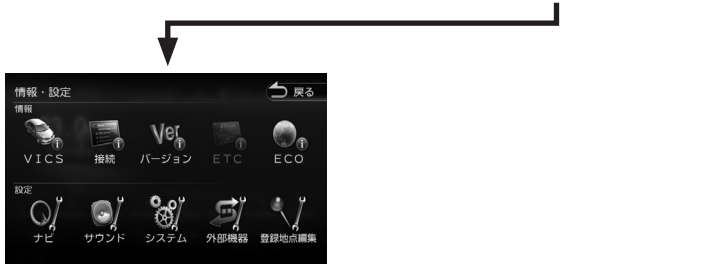 情報・設定 戻る
情報
Ver.
VICS 接続 バージョン ETC ECO
設定
ナビ サウンド システム 外部機器 登録地点編集